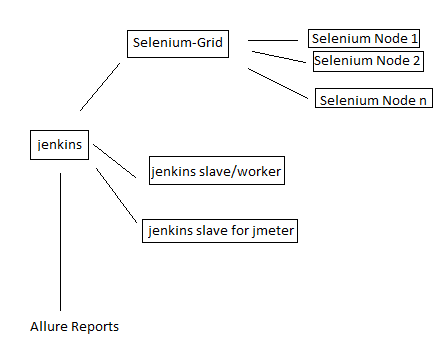 Selenium-Grid
Selenium Node 1
Selenium Node 2
Selenium Node n
jenkins
jenkins slave/worker
jenkins slave for jmeter
Allure Reports